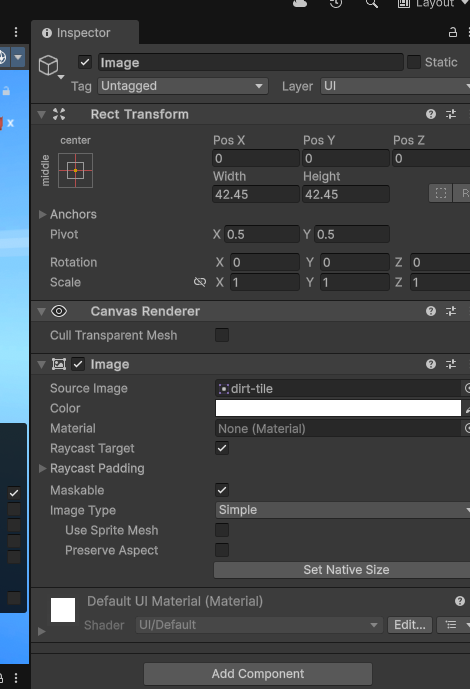 Layout
Inspector
Image
Static
Tag Untagged Layer UI
Rect Transform
center
middle
Pos X Pos Y Pos Z
0 0 0
Width Height
42.45 42.45
R
Anchors
Pivot X 0.5 Y 0.5
Rotation X 0 Y 0 Z 0
Scale X 1 Y 1 Z 1
Canvas Renderer
Cull Transparent Mesh
Image
Source Image dirt-tile
Color
Material None (Material)
Raycast Target
Raycast Padding
Maskable
Image Type Simple
Use Sprite Mesh
Preserve Aspect
Set Native Size
Default UI Material (Material)
Shader UI/Default Edit...
Add Component